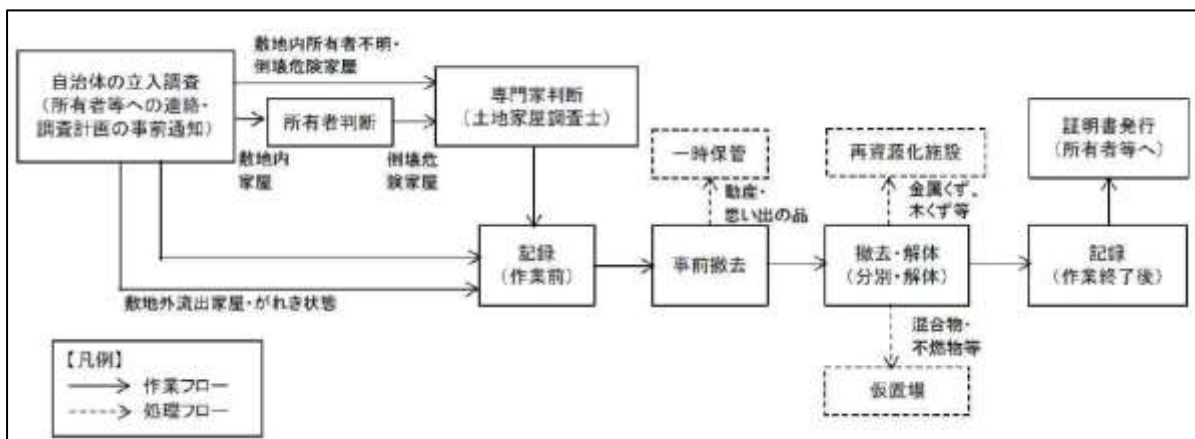 敷地内所有者不明・
倒壊危険家屋
自治体の立入調査
(所有者等への連絡・
調査計画の事前通知)
所有者判断
専門家判断
(土地家屋調査士)
敷地内
家屋
倒壊危
険家屋
一時保管
再資源化施設
証明書発行
(所有者等へ)
動産・
思い出の品
金属くず、
木くず等
記録
(作業前)
事前撤去
撤去・解体
(分別・解体)
記録
(作業終了後)
敷地外流出家屋・がれき状態
混合物・
不燃物等
仮置場
【凡例】
作業フロー
処理フロー